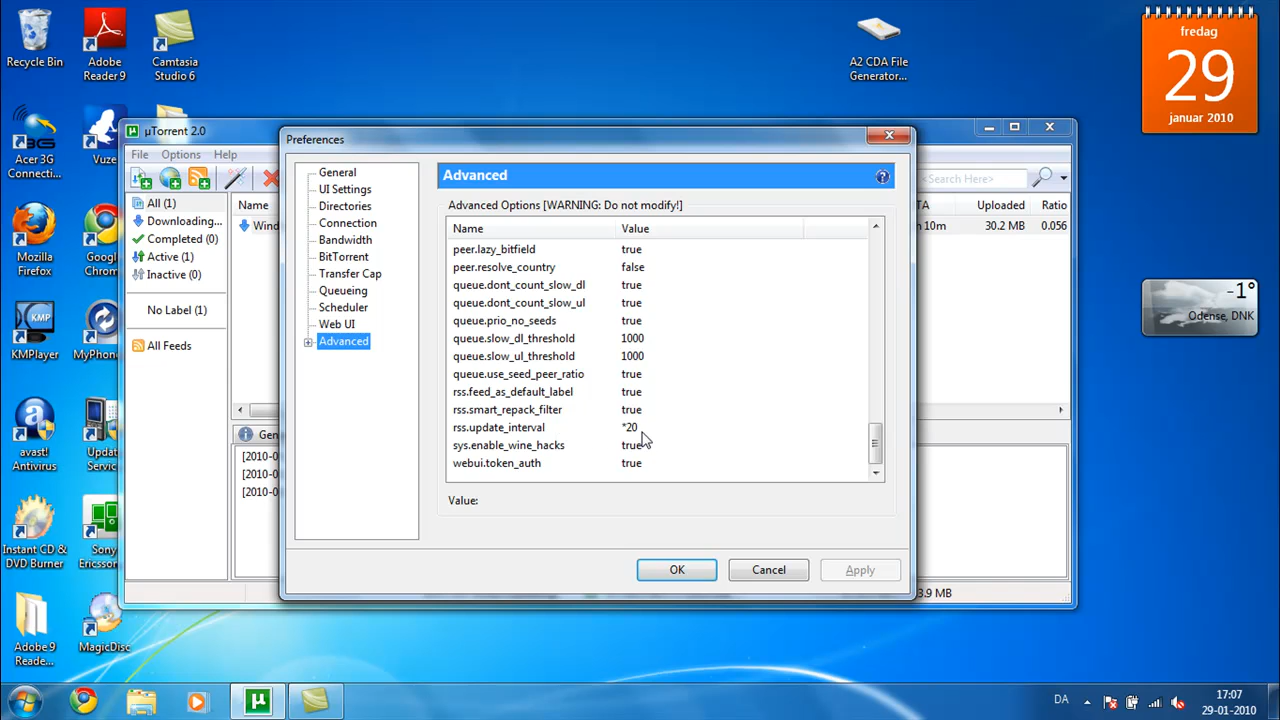 Recycle Bin
Adobe Reader 9
Camtasia Studio 6
A2 CDA File Generator...
fredag
29
januar 2010
Acer 3G Connecti...
Vuze
µTorrent 2.0
File Options Help
<Search Here>
Preferences
All (1)
Downloading...
Completed (0)
Active (1)
Inactive (0)
No Label (1)
All Feeds
Name
Wind
TA
Uploaded
Ratio
10m
30.2 MB
0.056
General
UI Settings
Directories
Connection
Bandwidth
BitTorrent
Transfer Cap
Queueing
Scheduler
Web UI
Advanced
Advanced
Advanced Options [WARNING: Do not modify!]
Name Value
peer.lazy_bitfield true
peer.resolve_country false
queue.dont_count_slow_dl true
queue.dont_count_slow_ul true
queue.prio_no_seeds true
queue.slow_dl_threshold 1000
queue.slow_ul_threshold 1000
queue.use_seed_peer_ratio true
rss.feed_as_default_label true
rss.smart_repack_filter true
rss.update_interval *20
sys.enable_wine_hacks true
webui.token_auth true
Value:
OK Cancel Apply
Gen
[2010-0
[2010-0
[2010-0
3.9 MB
-1°
Odense, DNK
Mozilla Firefox
Google Chrom
KMPlayer
MyPhon
avast! Antivirus
Updat Servic
Instant CD & DVD Burner
Sony Ericsson
Adobe 9 Reade...
MagicDisc
DA
17:07
29-01-2010